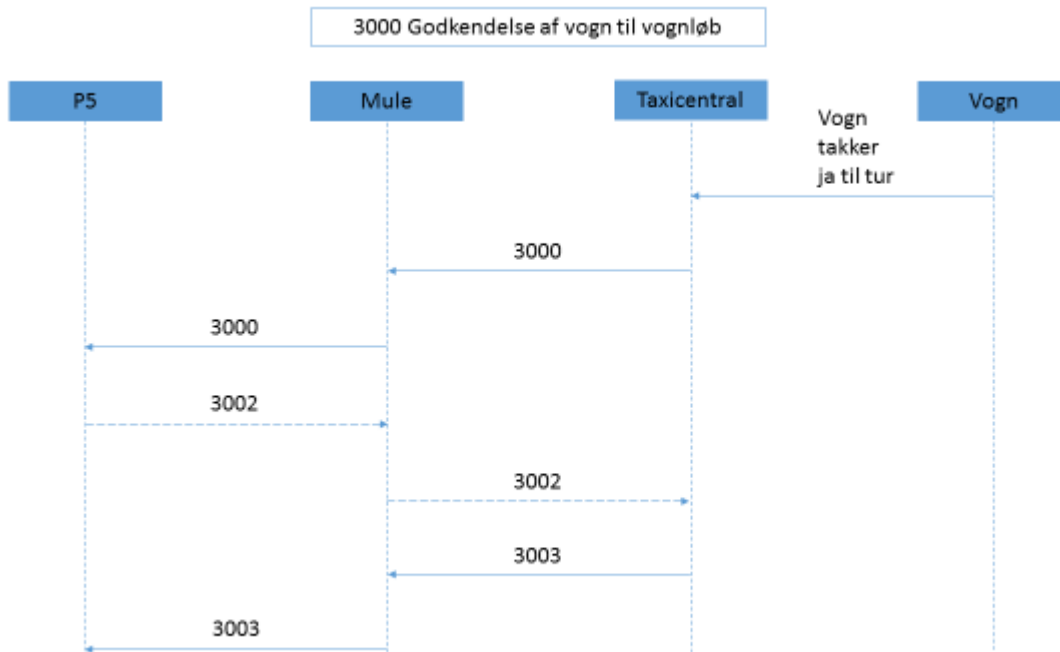 3000 Godkendelse af vogn til vognløb
P5
Mule
Taxicentral
Vogn
Vogn
takker
ja til tur
3000
3000
3002
3002
3003
3003